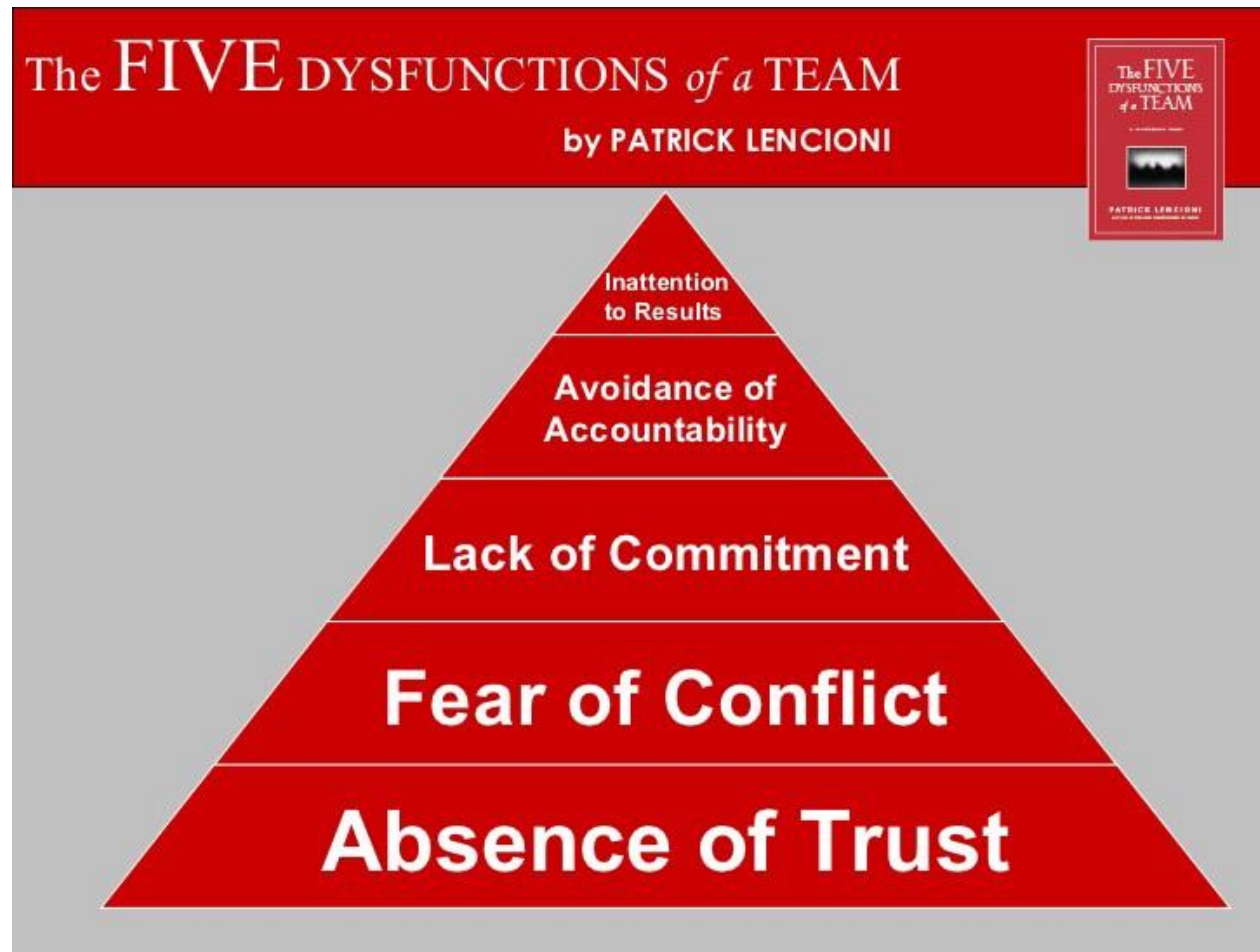 The FIVE DYSFUNCTIONS of a TEAM
by PATRICK LENCIONI
The FIVE
DYSFUNCTIONS
of a TEAM
PATRICK LENCIONI
Inattention
to Results
Avoidance of
Accountability
Lack of Commitment
Fear of Conflict
Absence of Trust